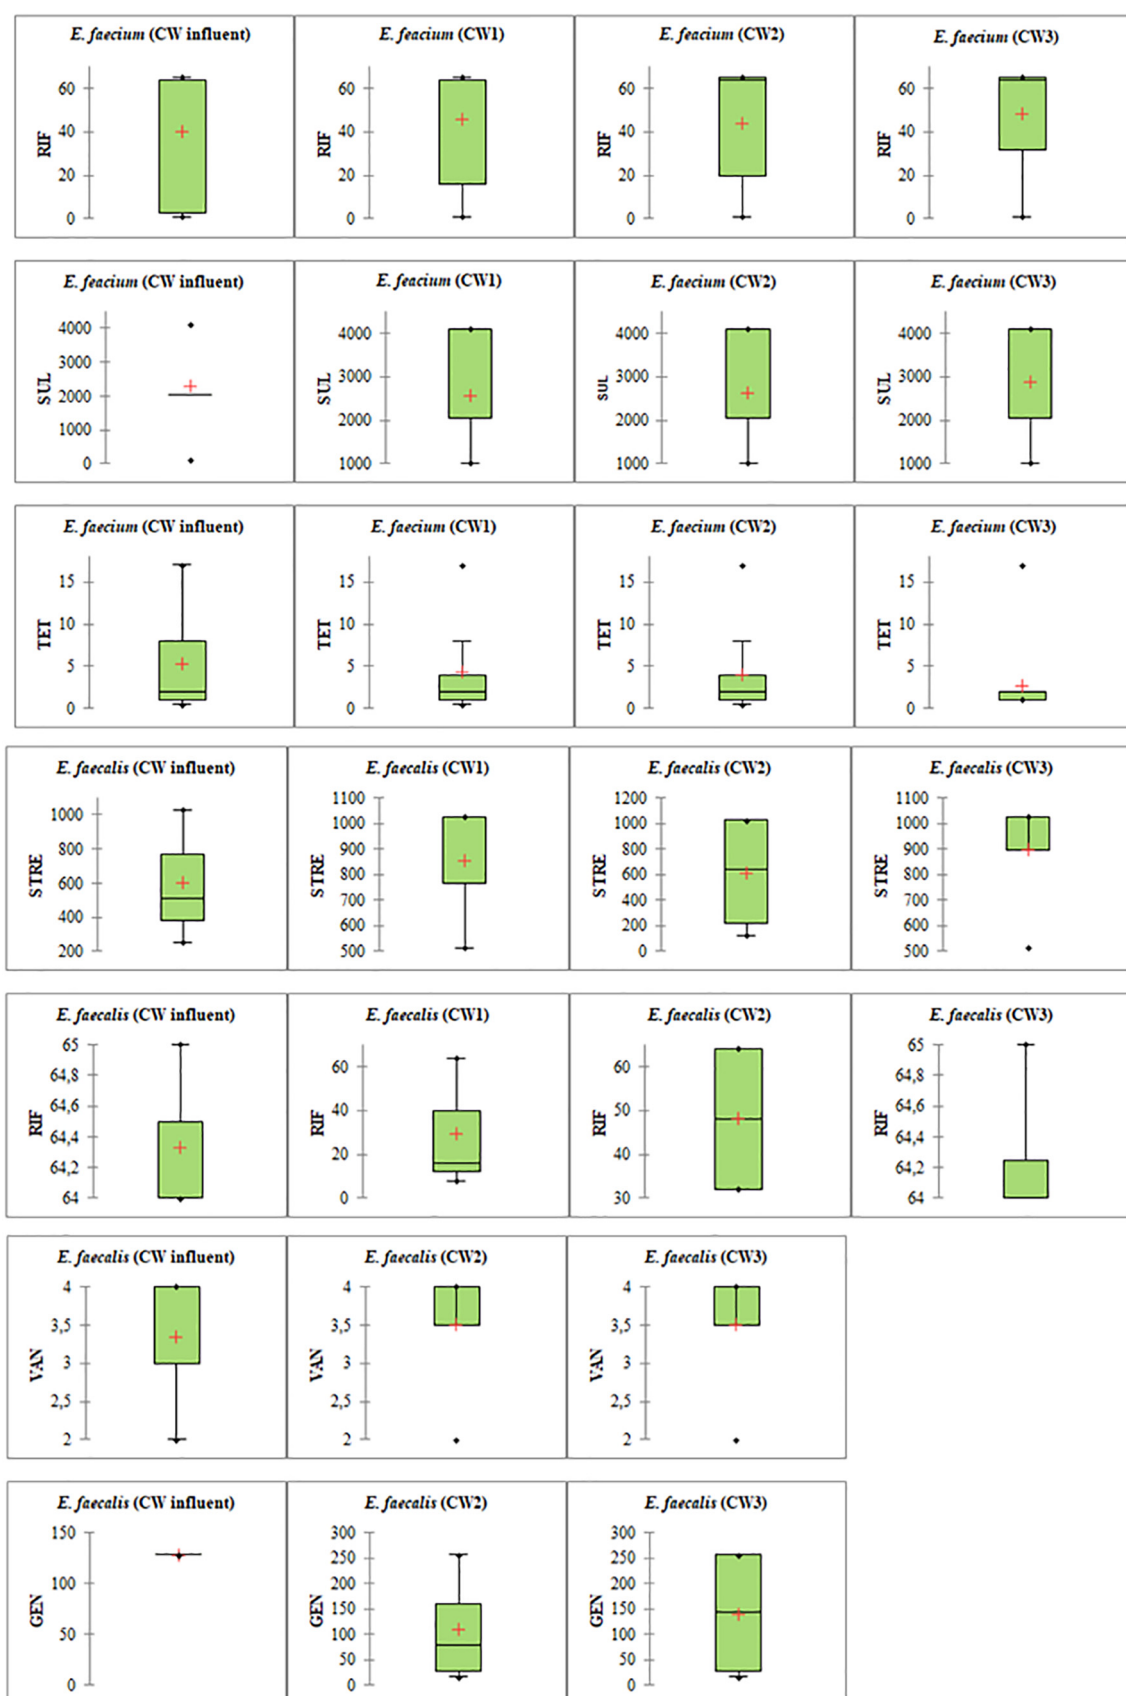 E. faecium (CW influent)
RIF
60
40
20
0
E. feacium (CW1)
RIF
60
40
20
0
E. faecium (CW2)
RIF
60
40
20
0
E. faecium (CW3)
RIF
60
40
20
0
E. feacium (CW influent)
SUL
4000
3000
2000
1000
0
E. feacium (CW1)
SUL
4000
3000
2000
1000
E. faecium (CW2)
SUL
4000
3000
2000
1000
E. faecium (CW3)
SUL
4000
3000
2000
1000
E. faecium (CW influent)
TET
15
10
5
0
E. faecium (CW1)
TET
15
10
5
0
E. faecium (CW2)
TET
15
10
5
0
E. faecium (CW3)
TET
15
10
5
0
E. faecalis (CW influent)
STRE
1000
800
600
400
200
E. faecalis (CW1)
STRE
1100
1000
900
800
700
600
500
E. faecalis (CW2)
STRE
1200
1000
800
600
400
200
0
E. faecalis (CW3)
STRE
1100
1000
900
800
700
600
500
E. faecalis (CW influent)
RIF
65
64,8
64,6
64,4
64,2
64
E. faecalis (CW1)
RIF
60
40
20
0
E. faecalis (CW2)
RIF
60
50
40
30
E. faecalis (CW3)
RIF
65
64,8
64,6
64,4
64,2
64
E. faecalis (CW influent)
VAN
4
3,5
3
2,5
2
E. faecalis (CW2)
VAN
4
3,5
3
2,5
2
E. faecalis (CW3)
VAN
4
3,5
3
2,5
2
E. faecalis (CW influent)
GEN
150
100
50
0
E. faecalis (CW2)
GEN
300
250
200
150
100
50
0
E. faecalis (CW3)
GEN
300
250
200
150
100
50
0